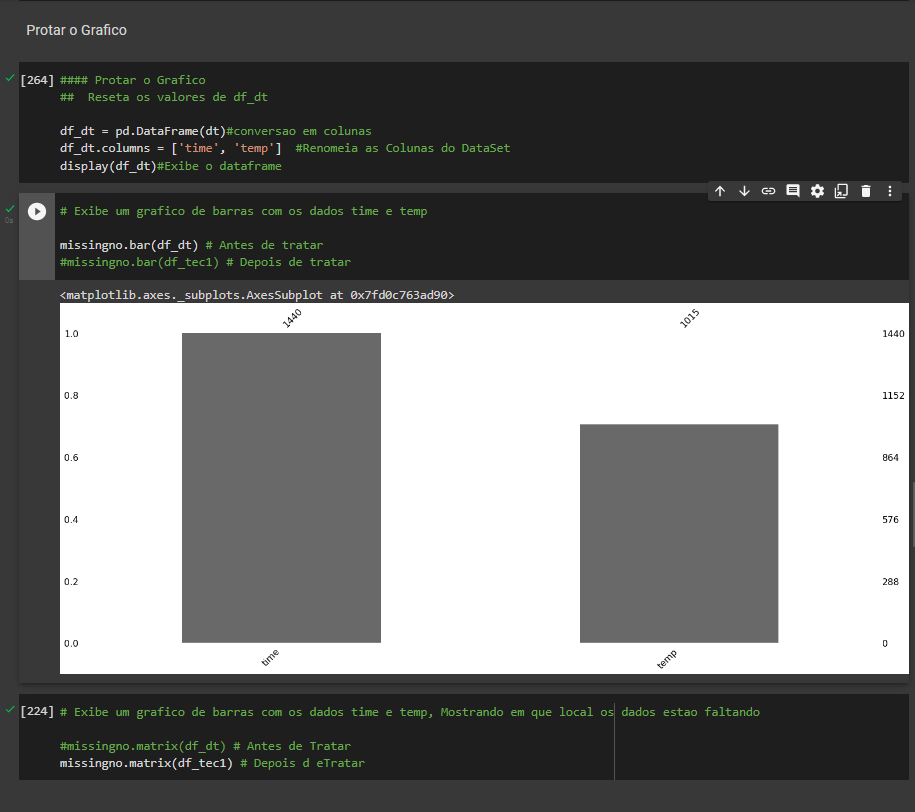 Protar o Grafico
[264] #### Protar o Grafico
## Reseta os valores de df_dt
df_dt = pd.DataFrame(dt)#conversao em colunas
df_dt.columns = ['time', 'temp'] #Renomeia as Colunas do DataSet
display(df_dt)#Exibe o dataframe
0s
# Exibe um grafico de barras com os dados time e temp
missingno.bar(df_dt) # Antes de tratar
#missingno.bar(df_tec1) # Depois de tratar
<matplotlib.axes._subplots.AxesSubplot at 0x7fd0c763ad90>
1440 1015
1.0 1440
0.8 1152
0.6 864
0.4 576
0.2 288
0.0 0
time temp
[224] # Exibe um grafico de barras com os dados time e temp, Mostrando em que local os dados estao faltando
#missingno.matrix(df_dt) # Antes de Tratar
missingno.matrix(df_tec1) # Depois d eTratar